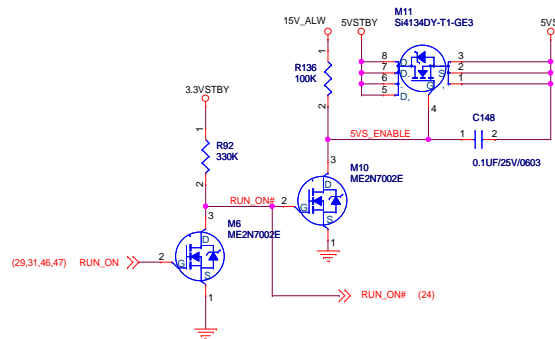 M11
Si4134DY-T1-GE3
15V_ALW
5VSTBY
5VS
1
R136
100K
2
8
7
6
5
D
D
D
D
S
G
3
2
1
4
3.3VSTBY
5VS_ENABLE
C148
1
2
0.1UF/25V/0603
1
R92
330K
2
M10
ME2N7002E
3
RUN_ON#
2
G
D
S
1
M6
ME2N7002E
3
(29,31,46,47)
RUN_ON
2
G
D
S
1
RUN_ON#
(24)